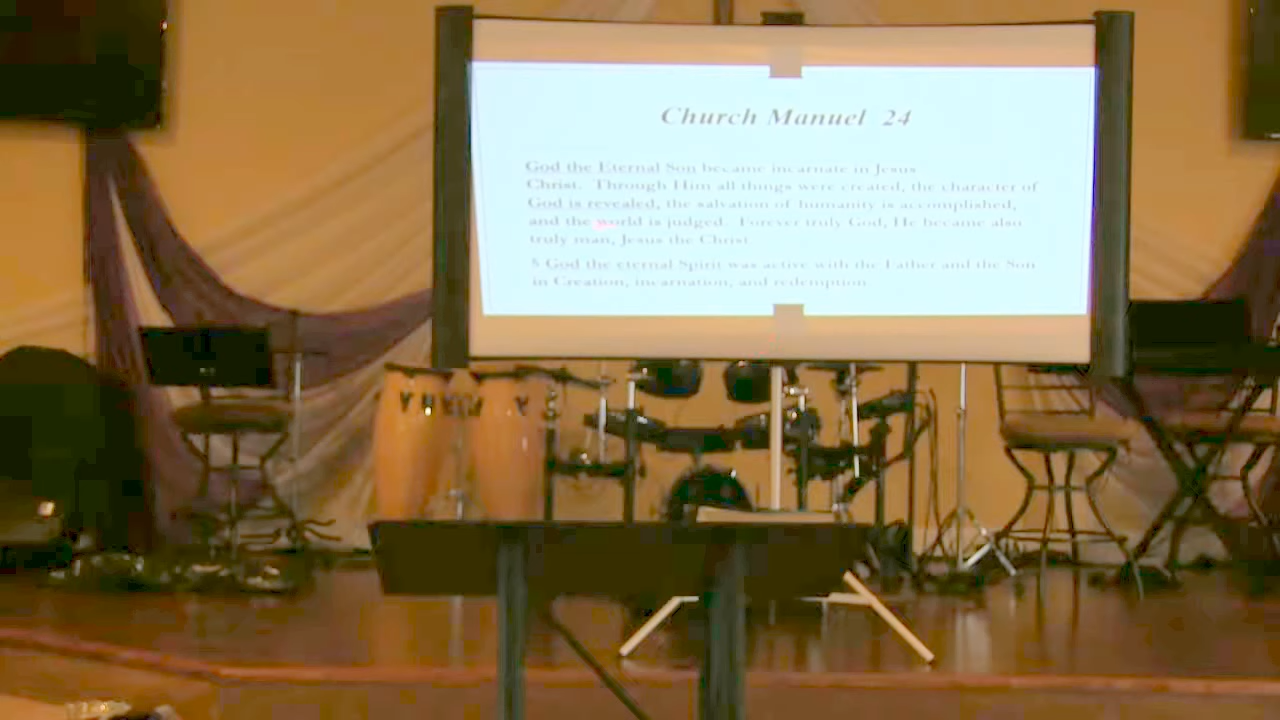 Church Manuel 24
God the Eternal Son became incarnate in Jesus
Christ. Through Him all things were created, the character of
God is revealed, the salvation of humanity is accomplished,
and the world is judged. Forever truly God, He became also
truly man, Jesus the Christ.
5 God the eternal Spirit was active with the Father and the Son
in Creation, incarnation, and redemption.